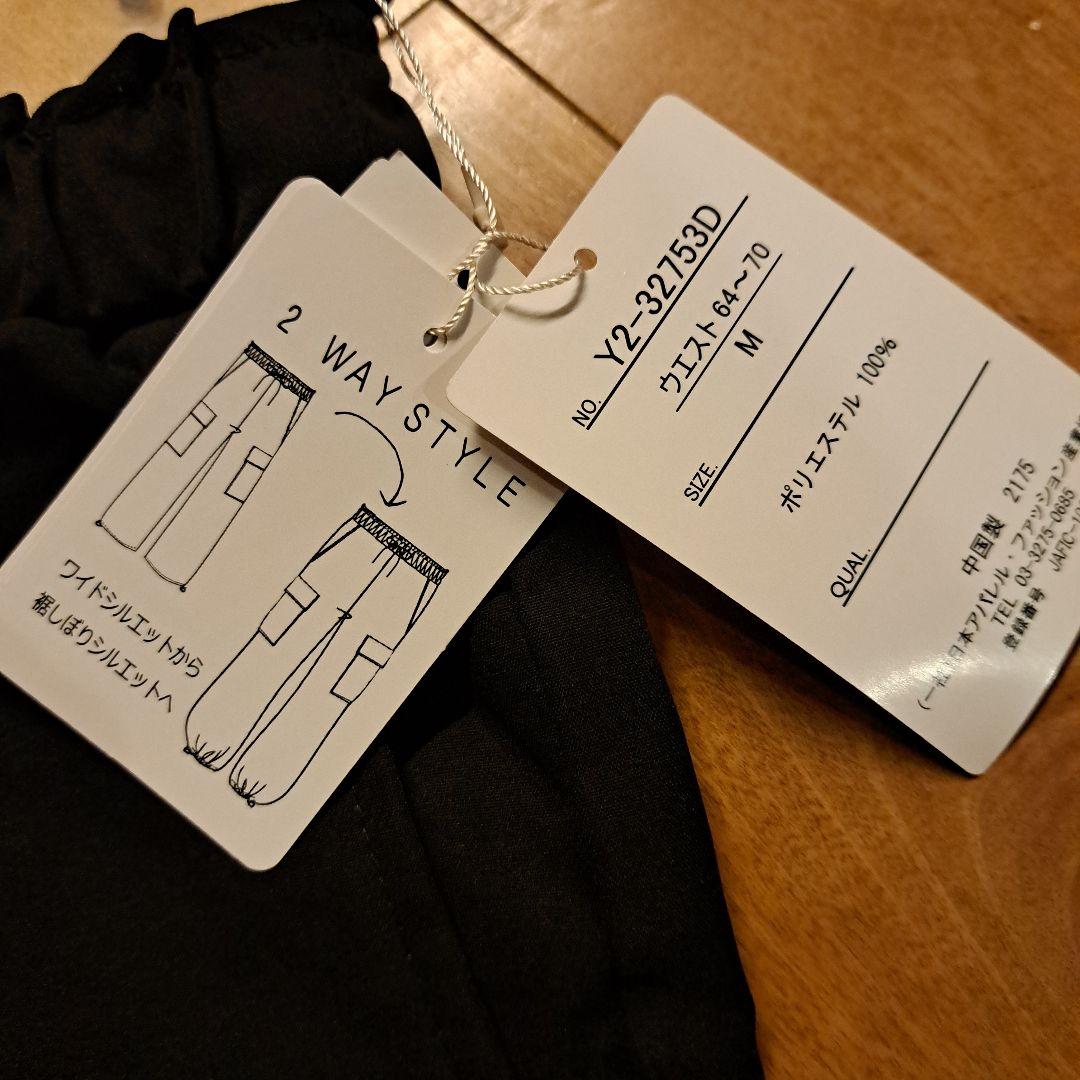 2 WAY STYLE
ワイドシルエットから
裾しぼりシルエットへ
NO. Y2-32753D
ウエスト 64～70
SIZE. M
ポリエステル 100%
QUAL.
中国製 2175
日本アパレル・ファッション産業
TEL 03-3275-0685
登録番号 JAFIC-